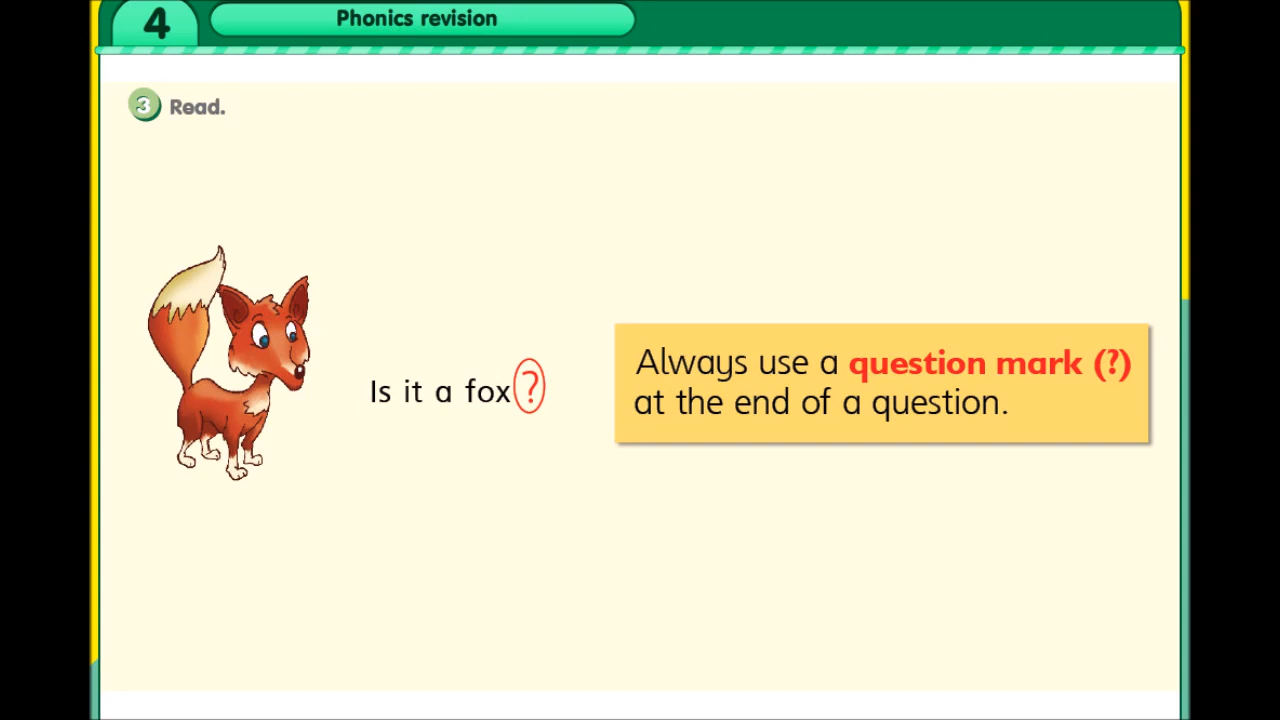 4
Phonics revision
3 Read.
Is it a fox?
Always use a question mark (?)
at the end of a question.